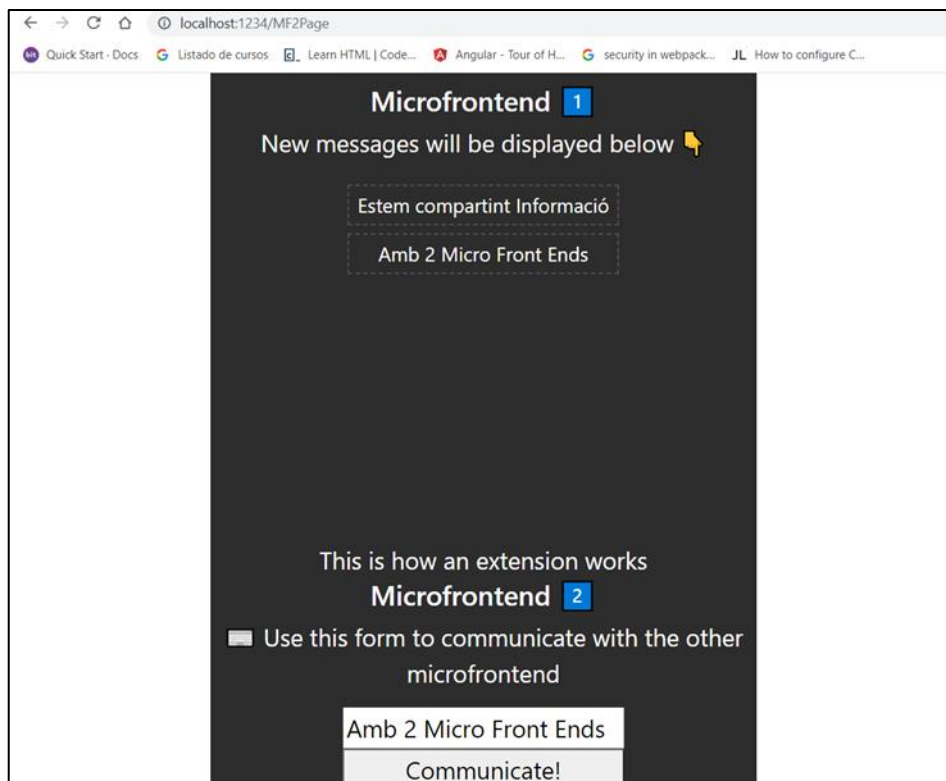 localhost:1234/MF2Page
bit Quick Start - Docs G Listado de cursos c_ Learn HTML | Code... Angular - Tour of H... G security in webpack... JL How to configure C...
Microfrontend 1
New messages will be displayed below 👇
Estem compartint Informació
Amb 2 Micro Front Ends
This is how an extension works
Microfrontend 2
⌨ Use this form to communicate with the other
microfrontend
Amb 2 Micro Front Ends
Communicate!